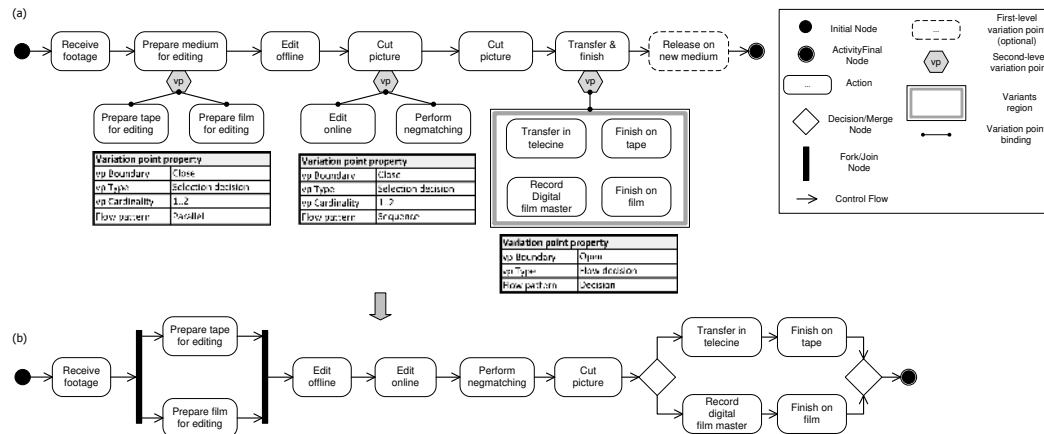 (a)
Receive
footage
Prepare medium
for editing
Edit
offline
Cut
picture
Cut
picture
Transfer &
finish
Release on
new medium
vp
vp
vp
Prepare tape
for editing
Prepare film
for editing
Edit
online
Perform
negmatching
Transfer in
telecine
Finish on
tape
Record
Digital
film master
Finish on
film
Variation point property
vp Boundary Close
vp Type Selection decision
vp Cardinality 1..2
Flow pattern Parallel
Variation point property
vp Boundary Close
vp Type Selection decision
vp Cardinality 1..2
Flow pattern Sequence
Variation point property
vp Boundary Open
vp Type Flow decision
Flow pattern Decision
Initial Node
ActivityFinal
Node
...
Action
Decision/Merge
Node
Fork/Join
Node
Control Flow
...
First-level
variation point
(optional)
vp
Second-level
variation point
Variants
region
Variation point
binding
(b)
Receive
footage
Prepare tape
for editing
Prepare film
for editing
Edit
offline
Edit
online
Perform
negmatching
Cut
picture
Transfer in
telecine
Finish on
tape
Record
digital
film master
Finish on
film